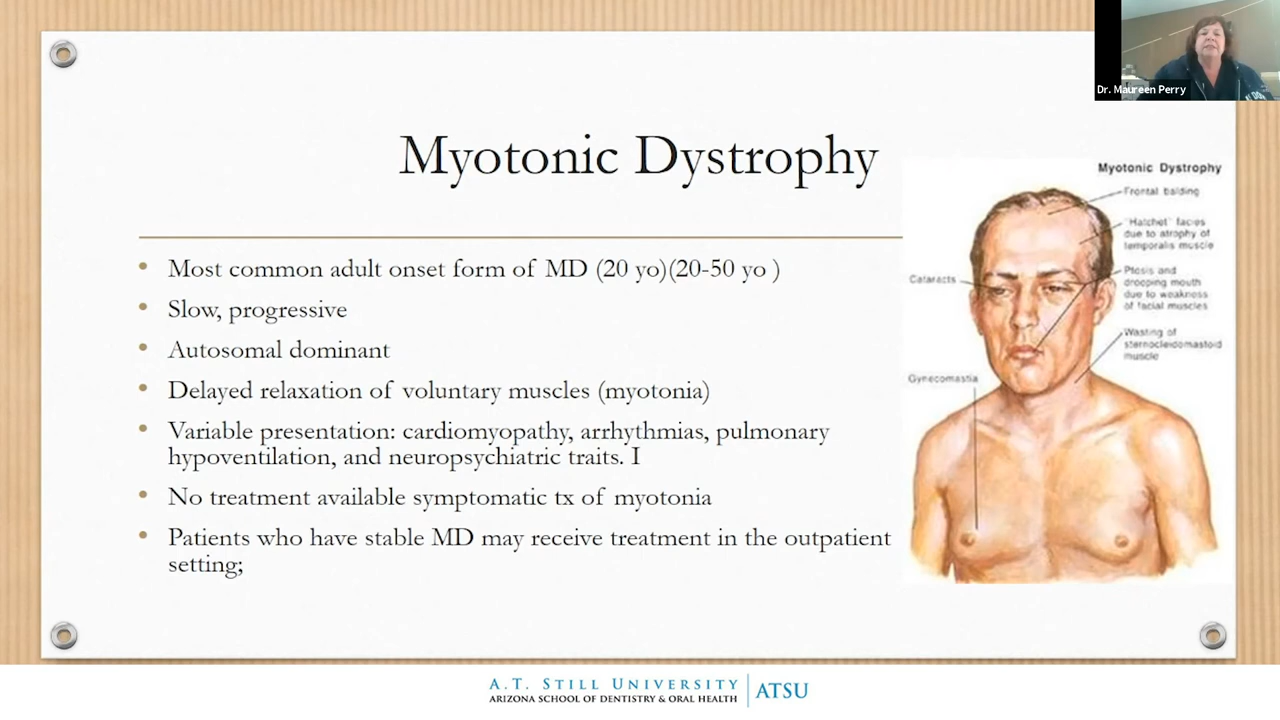 Dr. Maureen Perry
Myotonic Dystrophy
• Most common adult onset form of MD (20 yo)(20-50 yo )
• Slow, progressive
• Autosomal dominant
• Delayed relaxation of voluntary muscles (myotonia)
• Variable presentation: cardiomyopathy, arrhythmias, pulmonary
hypoventilation, and neuropsychiatric traits. I
• No treatment available symptomatic tx of myotonia
• Patients who have stable MD may receive treatment in the outpatient
setting;
Myotonic Dystrophy
Frontal balding
"Hatchet" facies
due to atrophy of
temporalis muscle
Cataracts
Ptosis and
drooping mouth
due to weakness
of facial muscles
Wasting of
sternocleidomastoid
muscle
Gynecomastia
A.T. STILL UNIVERSITY
ARIZONA SCHOOL OF DENTISTRY & ORAL HEALTH
ATSU